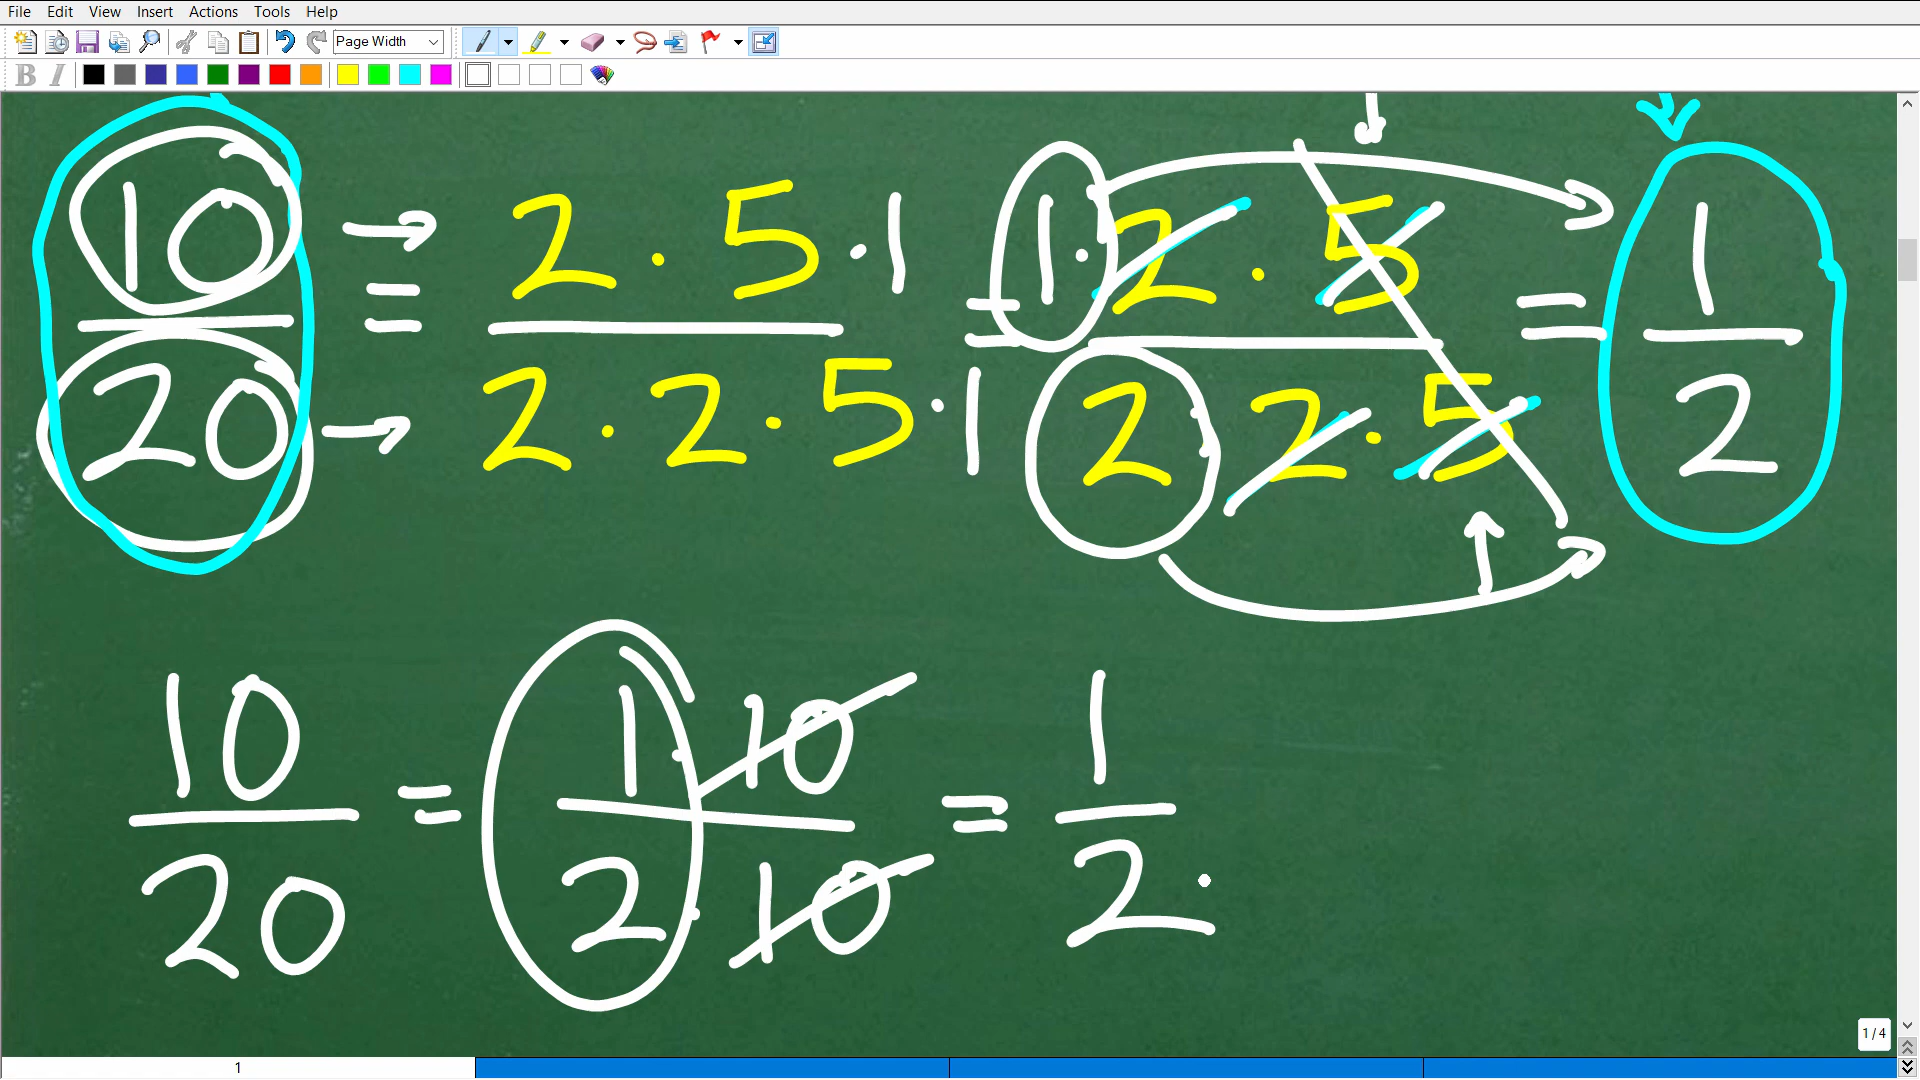 File Edit View Insert Actions Tools Help
Page Width
B I
10/20 → = → 2 · 5 · 1 / 2 · 2 · 5 · 1 = 1 · 2 · 5 / 2 · 2 · 5 = 1/2
10/20 = 1 · 10 / 2 · 10 = 1/2
1 / 4
1